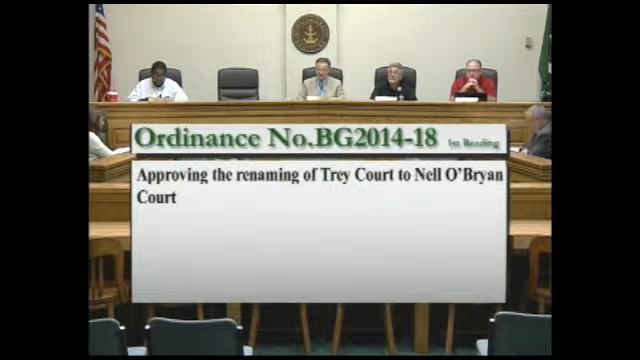 Ordinance No.BG2014-18 1st Reading
Approving the renaming of Trey Court to Nell O'Bryan
Court